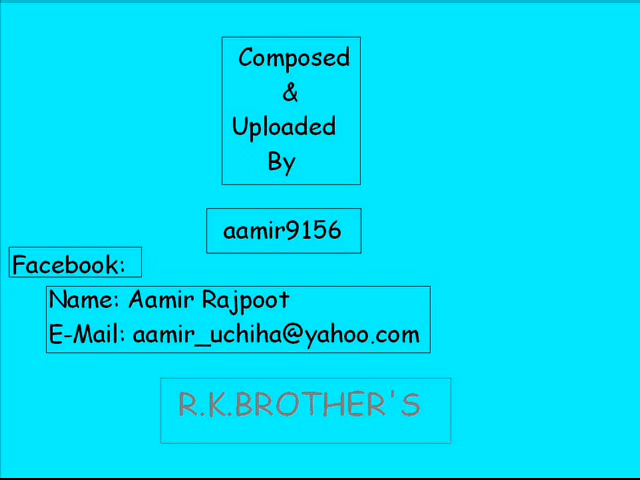 Composed
&
Uploaded
By
aamir9156
Facebook:
Name: Aamir Rajpoot
E-Mail: aamir_uchiha@yahoo.com
R.K.BROTHER'S